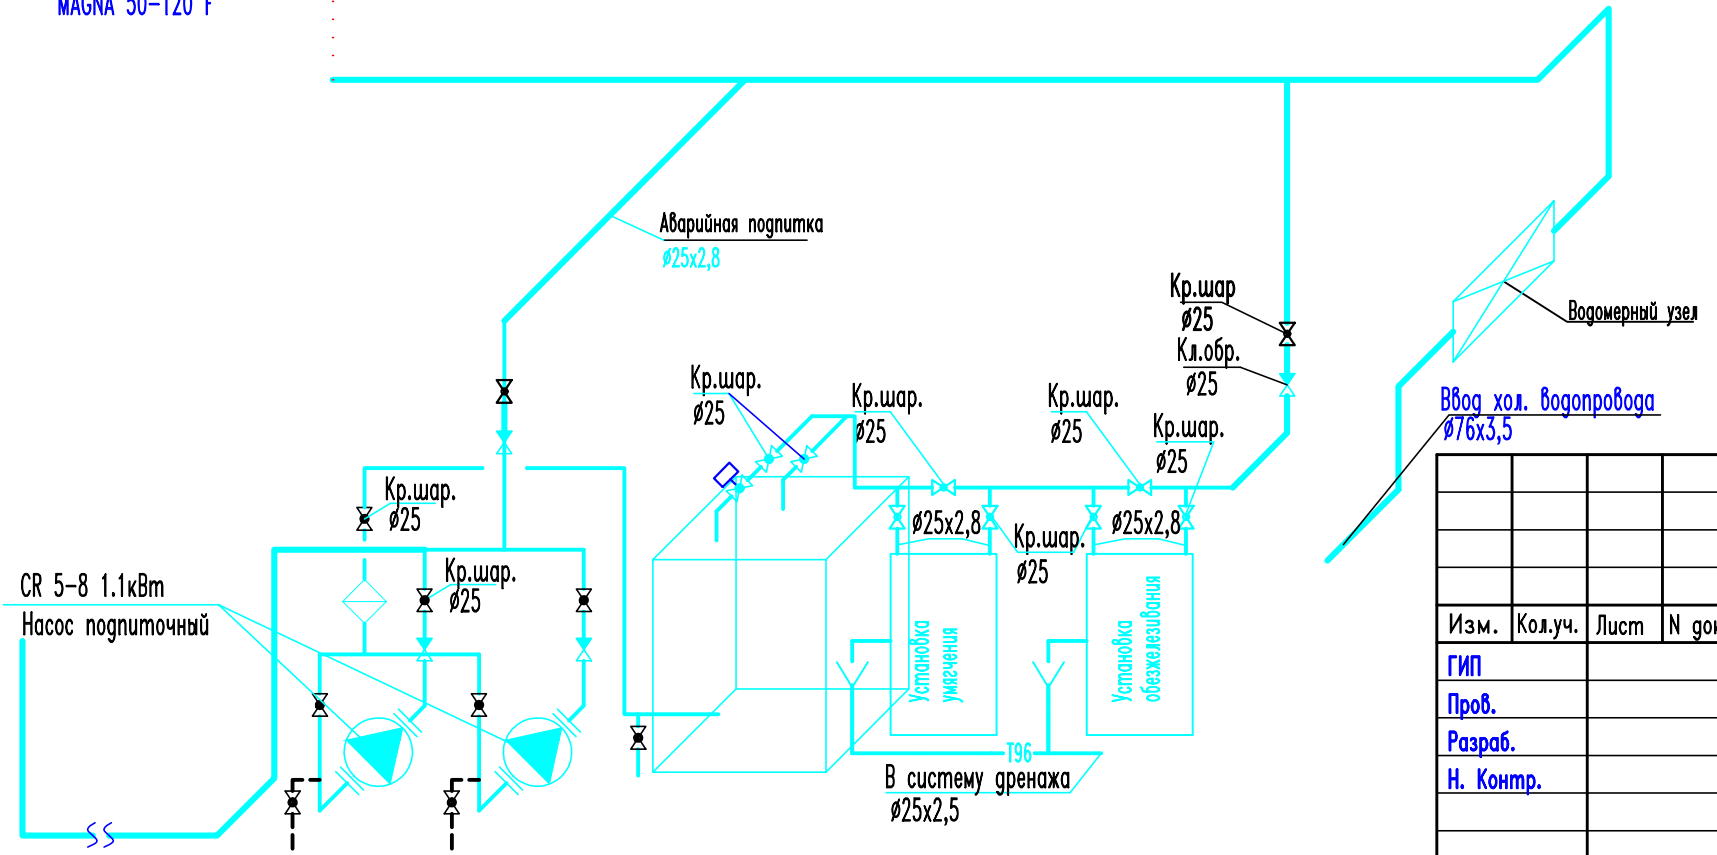 MAGNA 50-120 F
Аварийная подпитка
ø25x2,8
Кр.шар
ø25
Кл.обр.
ø25
Водомерный узел
Ввод хол. водопровода
ø76x3,5
Кр.шар.
ø25
Кр.шар.
ø25
Кр.шар.
ø25
Кр.шар.
ø25
Кр.шар.
ø25
ø25x2,8
ø25x2,8
Кр.шар.
ø25
Кр.шар.
ø25
CR 5-8 1.1кВт
Насос подпиточный
Установка
умягчения
Установка
обезжелезивания
T96
В систему дренажа
ø25x2,5
Изм.
Кол.уч.
Лист
N док
ГИП
Пров.
Разраб.
Н. Контр.